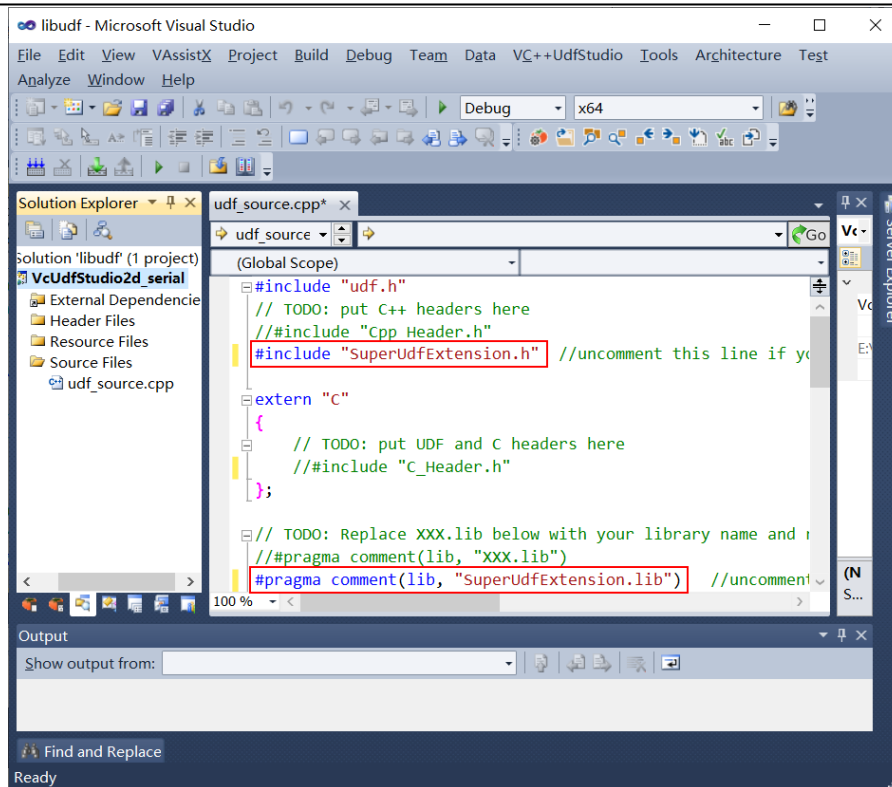 libudf - Microsoft Visual Studio
File Edit View VAssistX Project Build Debug Team Data VC++UdfStudio Tools Architecture Test
Analyze Window Help
Debug x64
Solution Explorer
Solution 'libudf' (1 project)
VcUdfStudio2d_serial
External Dependencie
Header Files
Resource Files
Source Files
udf_source.cpp
udf_source.cpp*
udf_source
Go
(Global Scope)
#include "udf.h"
// TODO: put C++ headers here
//#include "Cpp_Header.h"
#include "SuperUdfExtension.h" //uncomment this line if yo
extern "C"
{
// TODO: put UDF and C headers here
//#include "C_Header.h"
};
// TODO: Replace XXX.lib below with your library name and r
//#pragma comment(lib, "XXX.lib")
#pragma comment(lib, "SuperUdfExtension.lib") //uncomment
100 %
Vc
Vc
E:\
(N
S...
Server Explorer
Output
Show output from:
Find and Replace
Ready